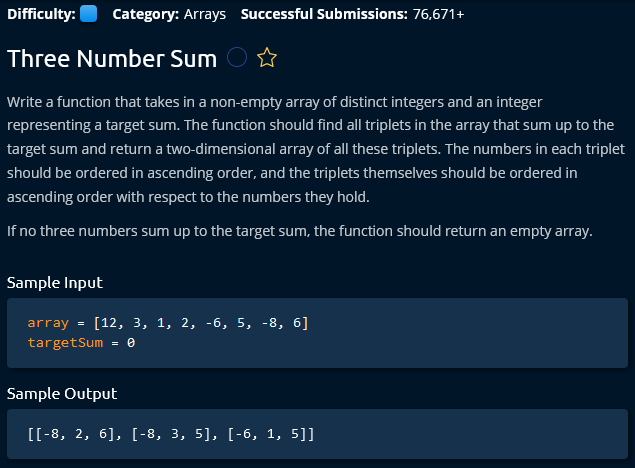 Difficulty: Category: Arrays Successful Submissions: 76,671+
Three Number Sum
Write a function that takes in a non-empty array of distinct integers and an integer
representing a target sum. The function should find all triplets in the array that sum up to the
target sum and return a two-dimensional array of all these triplets. The numbers in each triplet
should be ordered in ascending order, and the triplets themselves should be ordered in
ascending order with respect to the numbers they hold.
If no three numbers sum up to the target sum, the function should return an empty array.
Sample Input
array = [12, 3, 1, 2, -6, 5, -8, 6]
targetSum = 0
Sample Output
[[-8, 2, 6], [-8, 3, 5], [-6, 1, 5]]